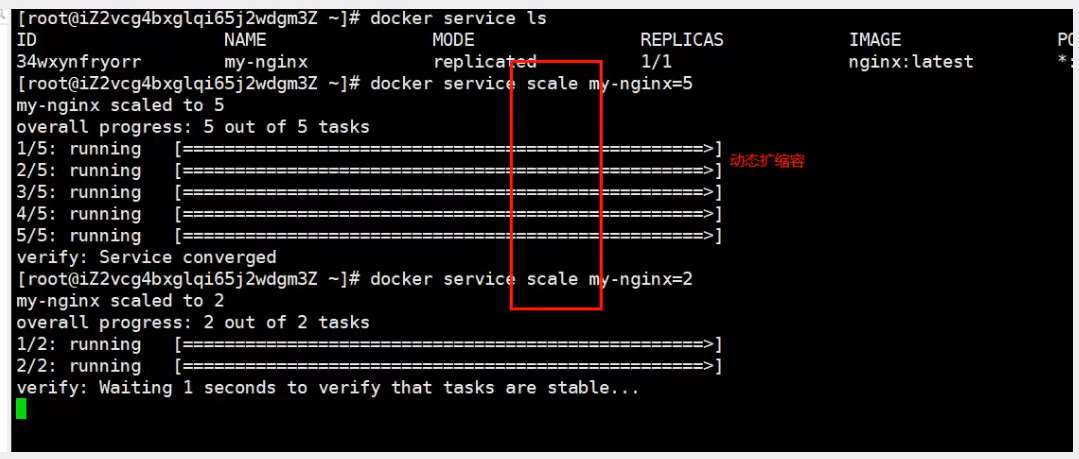 [root@iZ2vcg4bxglqi65j2wdgm3Z ~]# docker service ls
ID NAME MODE REPLICAS IMAGE PO
34wxynfryorr my-nginx replicated 1/1 nginx:latest *:
[root@iZ2vcg4bxglqi65j2wdgm3Z ~]# docker service scale my-nginx=5
my-nginx scaled to 5
overall progress: 5 out of 5 tasks
1/5: running [==================================================>]
2/5: running [==================================================>] 动态扩缩容
3/5: running [==================================================>]
4/5: running [==================================================>]
5/5: running [==================================================>]
verify: Service converged
[root@iZ2vcg4bxglqi65j2wdgm3Z ~]# docker service scale my-nginx=2
my-nginx scaled to 2
overall progress: 2 out of 2 tasks
1/2: running [==================================================>]
2/2: running [==================================================>]
verify: Waiting 1 seconds to verify that tasks are stable...